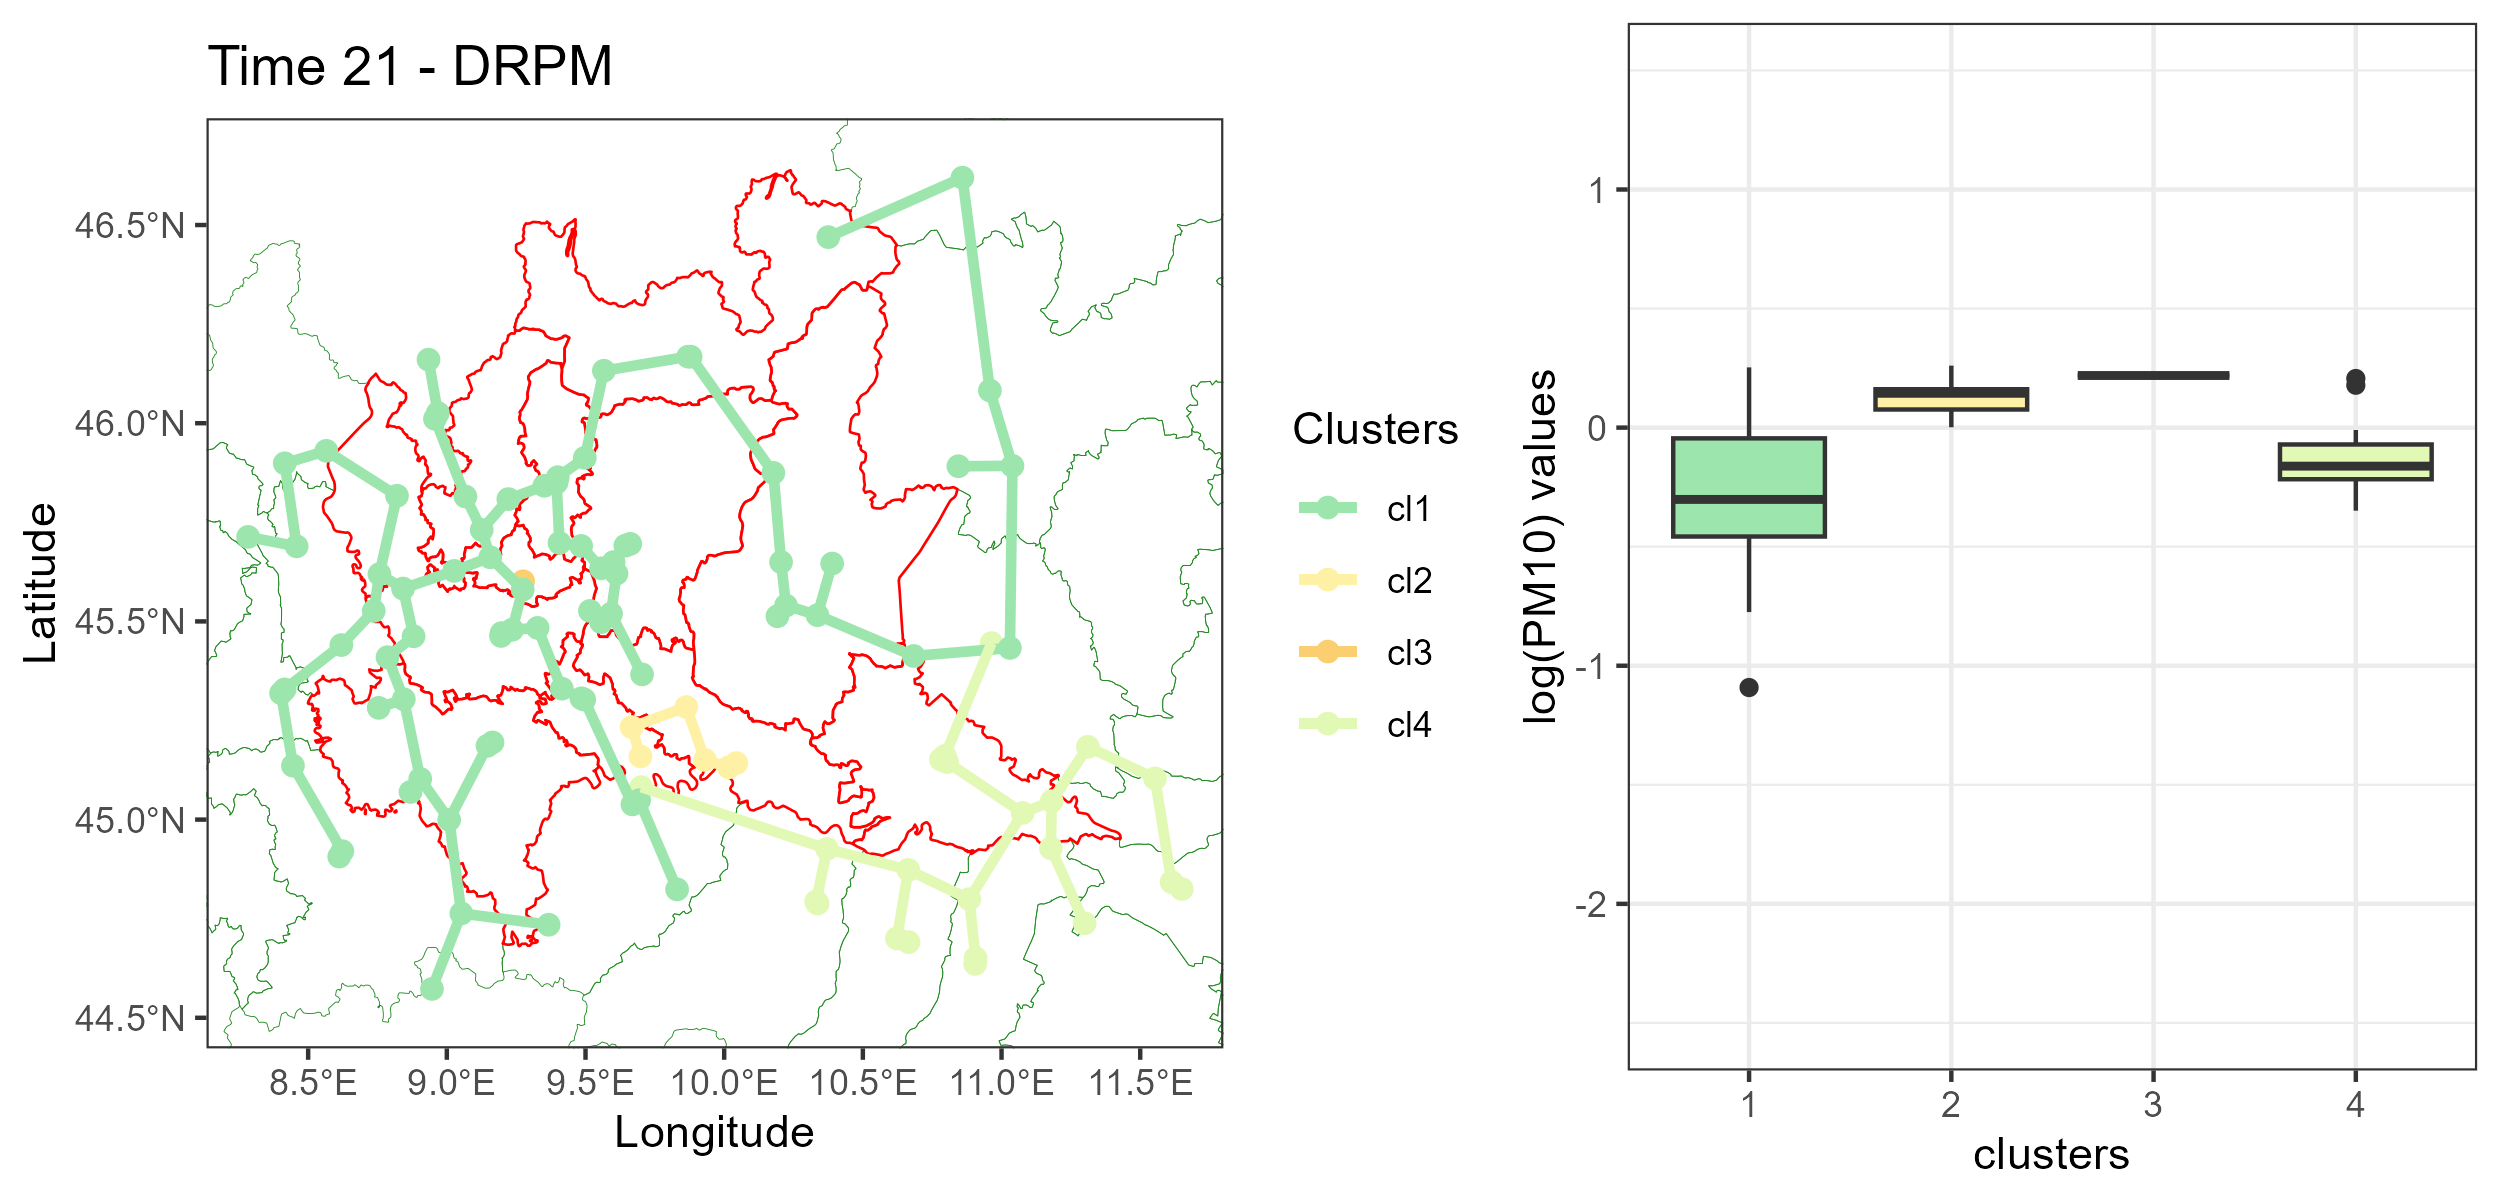 Time 21 - DRPM
46.5°N
46.0°N
45.5°N
45.0°N
44.5°N
Latitude
8.5°E 9.0°E 9.5°E 10.0°E 10.5°E 11.0°E 11.5°E
Longitude
Clusters
cl1
cl2
cl3
cl4
log(PM10) values
1
0
-1
-2
1 2 3 4
clusters